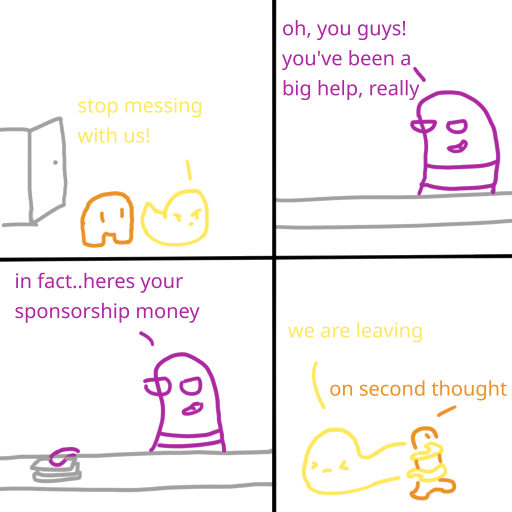 stop messing
with us!
oh, you guys!
you've been a
big help, really
in fact..heres your
sponsorship money
we are leaving
on second thought